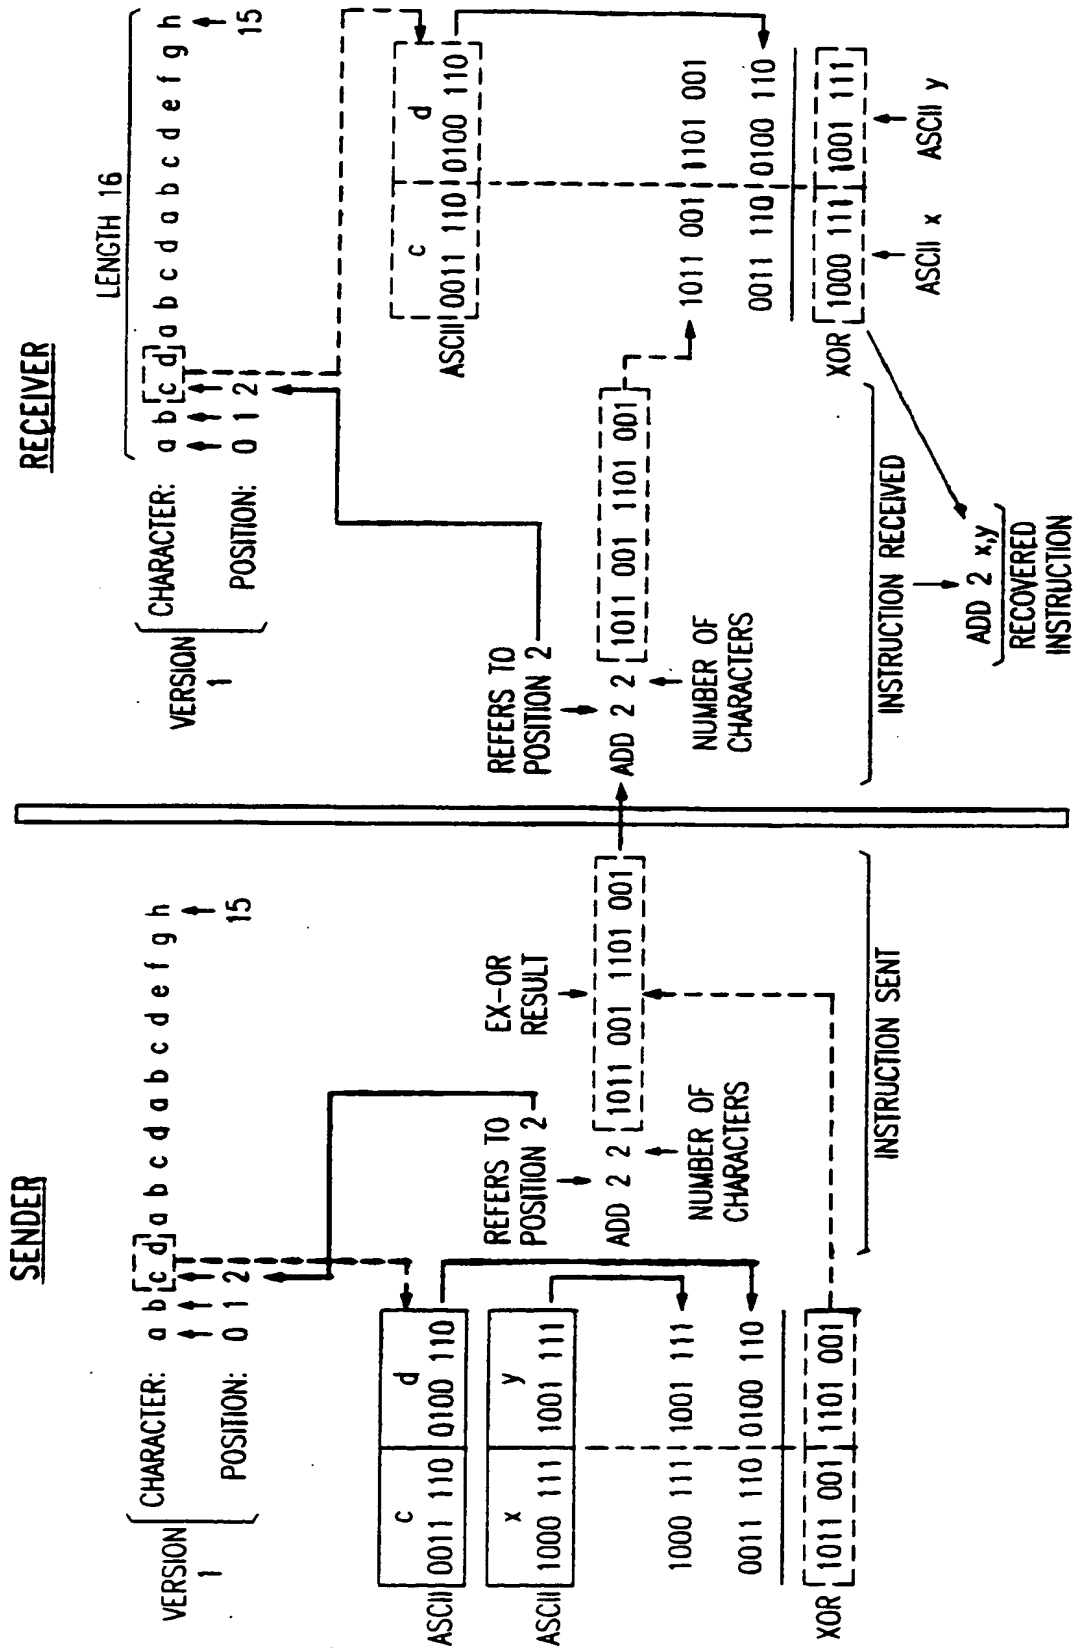 SENDER
VERSION 1
CHARACTER: a b c d a b c d a b c d e f g h
POSITION: 0 1 2 15
ASCII
c d
0011 110 0100 110
ASCII
x y
1000 111 1001 111
1000 111 1001 111
0011 110 0100 110
XOR 1011 001 1101 001
REFERS TO
POSITION 2
EX-OR
RESULT
ADD 2 2 1011 001 1101 001
NUMBER OF
CHARACTERS
INSTRUCTION SENT
RECEIVER
LENGTH 16
VERSION 1
CHARACTER: a b c d a b c d a b c d e f g h
POSITION: 0 1 2 15
REFERS TO
POSITION 2
ADD 2 2 1011 001 1101 001
NUMBER OF
CHARACTERS
INSTRUCTION RECEIVED
ASCII
c d
0011 110 0100 110
1011 001 1101 001
0011 110 0100 110
XOR 1000 111 1001 111
ASCII x ASCII y
ADD 2 x,y
RECOVERED
INSTRUCTION